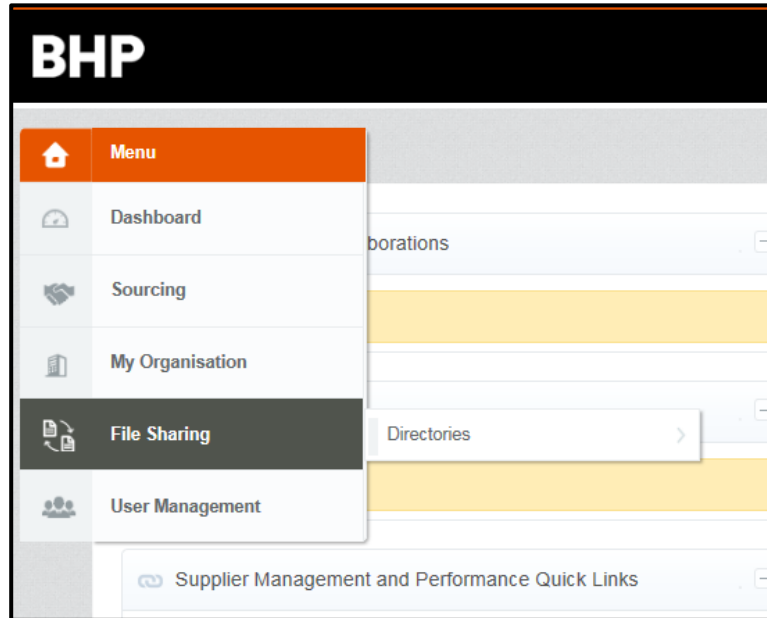 BHP
Menu
Dashboard
borations
Sourcing
My Organisation
File Sharing
Directories
User Management
Supplier Management and Performance Quick Links